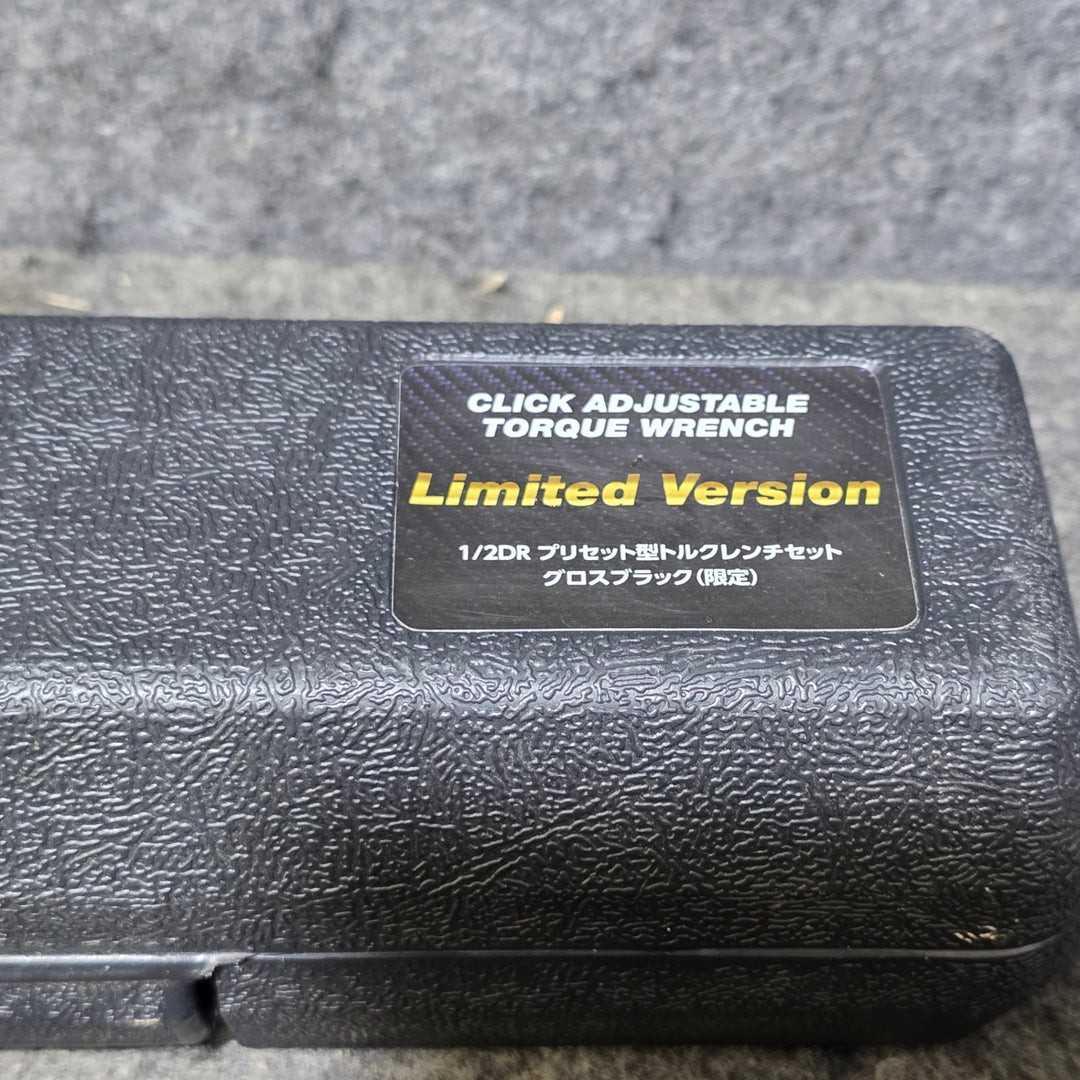 CLICK ADJUSTABLE
TORQUE WRENCH
Limited Version
1/2DR プリセット型トルクレンチセット
グロスブラック(限定)